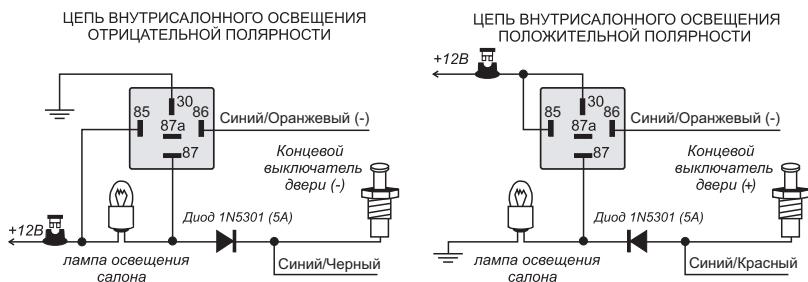 ЦЕПЬ ВНУТРИСАЛОННОГО ОСВЕЩЕНИЯ
ОТРИЦАТЕЛЬНОЙ ПОЛЯРНОСТИ
30
85
86
87а
87
Синий/Оранжевый (-)
Концевой
выключатель
двери (-)
+12В
Диод 1N5301 (5А)
лампа освещения
салона
Синий/Черный
ЦЕПЬ ВНУТРИСАЛОННОГО ОСВЕЩЕНИЯ
ПОЛОЖИТЕЛЬНОЙ ПОЛЯРНОСТИ
+12В
30
85
86
87а
87
Синий/Оранжевый (-)
Концевой
выключатель
двери (+)
Диод 1N5301 (5А)
лампа освещения
салона
Синий/Красный